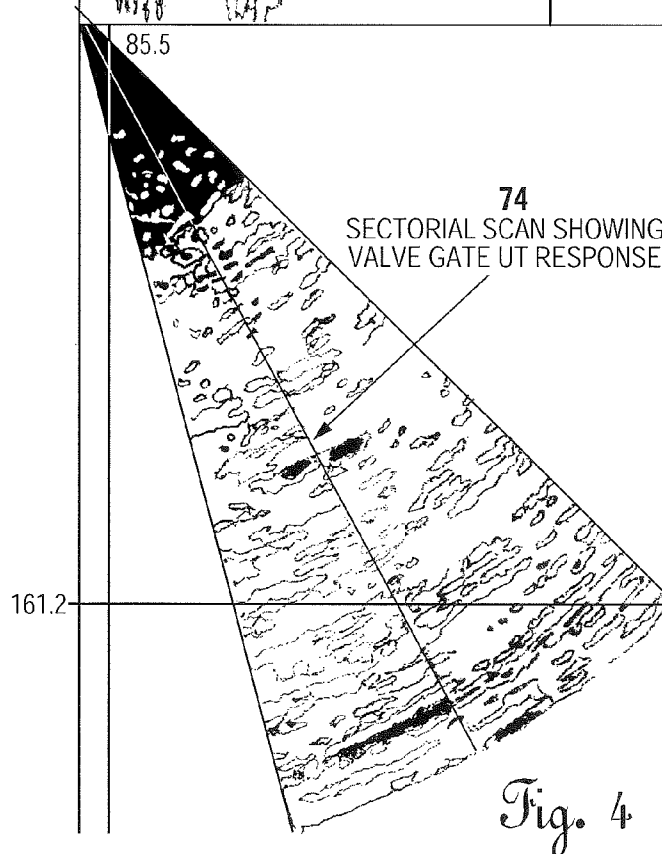 85.5
74
SECTORIAL SCAN SHOWING
VALVE GATE UT RESPONSE
161.2
Fig. 4